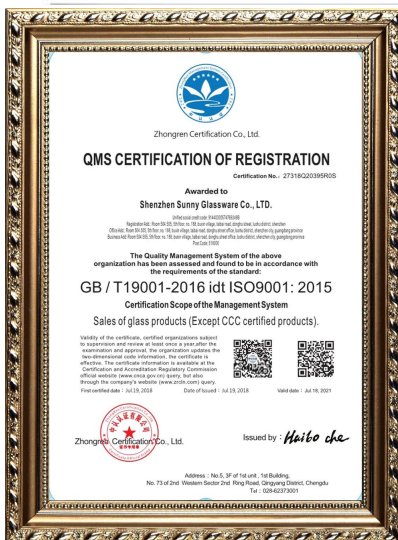 Zhongren Certification Co., Ltd.
QMS CERTIFICATION OF REGISTRATION
Certification No.: 27318Q20395R0S
Awarded to
Shenzhen Sunny Glassware Co., LTD.
The Quality Management System of the above
organization has been assessed and found to be in accordance with
the requirements of the standard:
GB / T19001-2016 idt ISO9001: 2015
Certification Scope of the Management System
Sales of glass products (Except CCC certified products).
Validity of the certificate, certified organizations subject
to supervision and review at least once a year.after the
examination and approval, the organization updates the
two-dimensional code information, the certificate is
effective. The certificate information is available at the
Certification and Accreditation Regulatory Commission
official website (www.cnca.gov.cn) query, but also
through the company's website (www.zrctn.com) query.
First certified date : Jul.19, 2018 Date of Issued : Jul.19, 2018 Valid date : Jul.18, 2021
Zhongren Certification Co., Ltd.
Issued by : Haibo che
Address : No.5, 3F of 1st unit , 1st Building,
No. 73 of 2nd Western Sector 2nd Ring Road, Qingyang District, Chengdu
Tel : 028-62373001